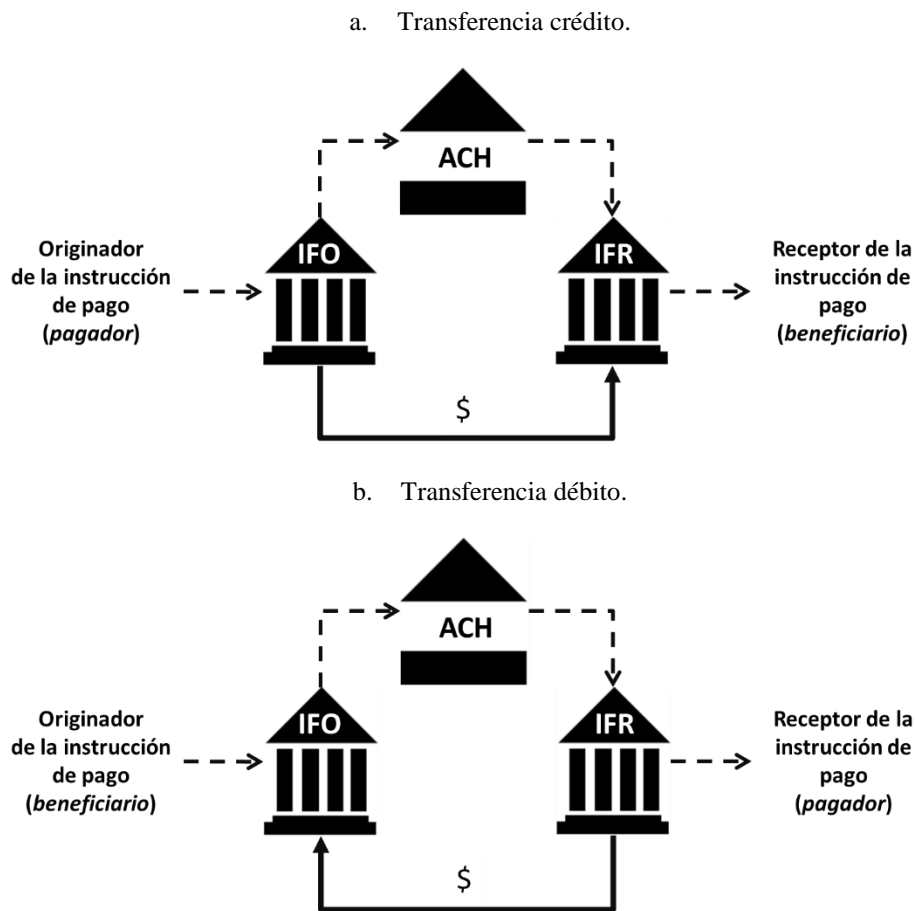 a. Transferencia crédito.
ACH
IFO
IFR
Originador
de la instrucción
de pago
(pagador)
Receptor de la
instrucción de
pago
(beneficiario)
$
b. Transferencia débito.
ACH
IFO
IFR
Originador
de la instrucción
de pago
(beneficiario)
Receptor de la
instrucción de
pago
(pagador)
$